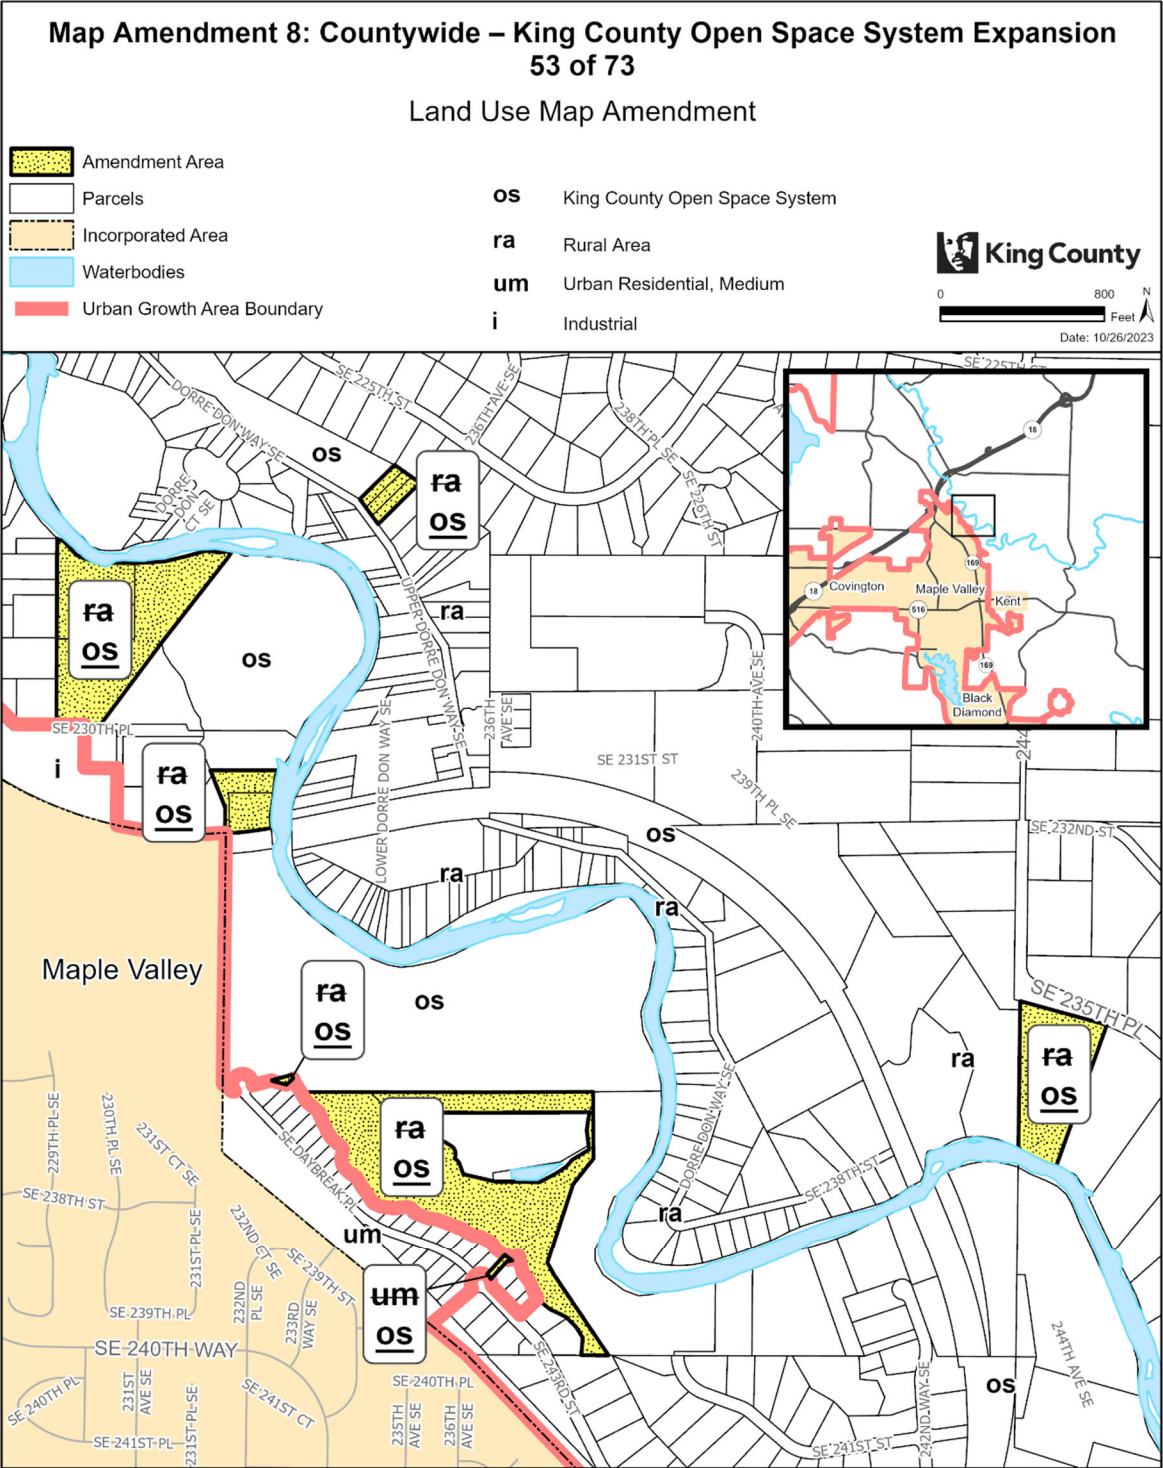 Map Amendment 8: Countywide – King County Open Space System Expansion
53 of 73
Land Use Map Amendment
Amendment Area
Parcels
Incorporated Area
Waterbodies
Urban Growth Area Boundary
os King County Open Space System
ra Rural Area
um Urban Residential, Medium
i Industrial
King County
0 800
Feet
N
Date: 10/26/2023
SE 225TH ST
DORRE DON WAY SE
SE 225TH ST
236TH AVE SE
238TH PL SE
SE 226TH ST
os
ra
os
DORRE
DON
CT SE
18
169
Covington
Maple Valley
18
516
Kent
169
Black
Diamond
ra
os
os
UPPER DORRE DON WAY SE
ra
SE 230TH PL
236TH
AVE SE
240TH AVE SE
LOWER DORRE DON WAY SE
SE 231ST ST
239TH PL SE
244
i
ra
os
os
SE 232ND ST
ra
ra
Maple Valley
ra
os
os
SE 235TH PL
ra
ra
os
DORRE DON WAY SE
SE 238TH ST
ra
ra
os
SE DAYBREAK PL
um
229TH PL SE
230TH PL SE
231ST CT SE
SE 238TH ST
231ST PL SE
232ND CT SE
SE 239TH ST
232ND
PL SE
233RD
WAY SE
SE 239TH PL
um
os
SE 240TH WAY
SE 240TH PL
231ST
AVE SE
231ST PL SE
SE 241ST CT
SE 241ST PL
SE 240TH PL
235TH
AVE SE
236TH
AVE SE
SE 243RD ST
SE 241ST ST
242ND WAY SE
os
244TH AVE SE